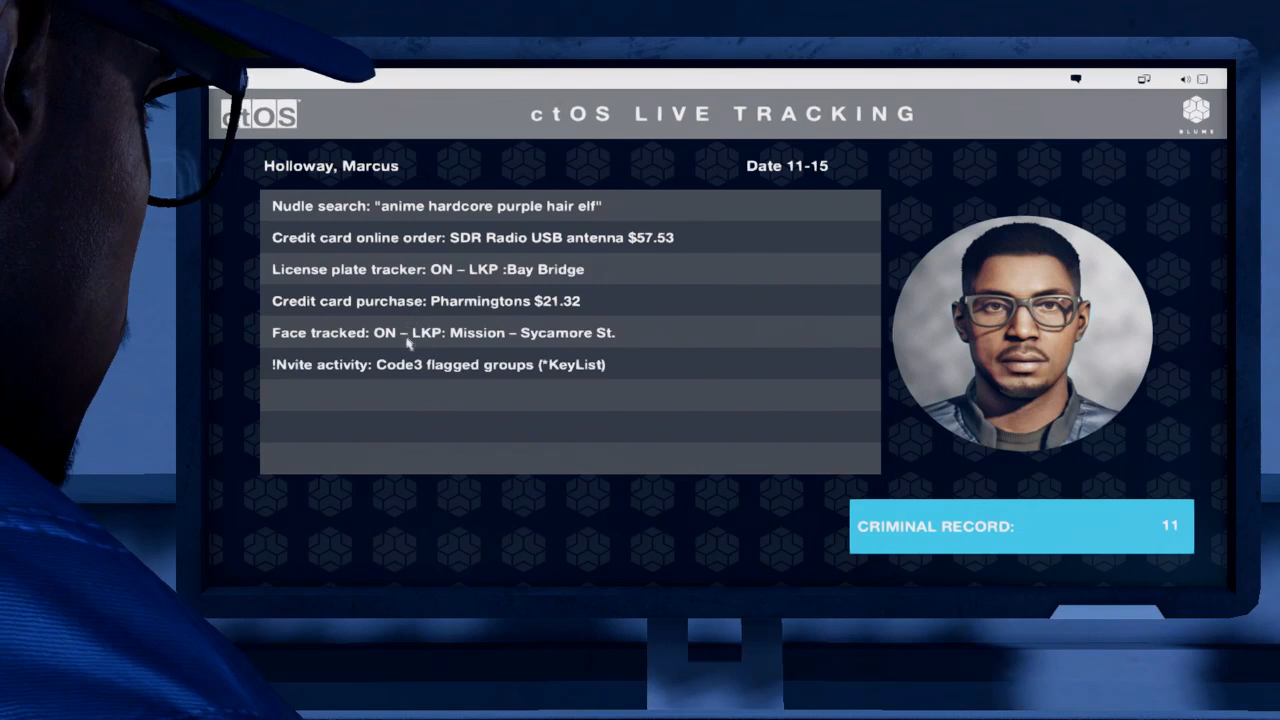 ctOS
ctOS LIVE TRACKING
BLUME
Holloway, Marcus
Date 11-15
Nudle search: "anime hardcore purple hair elf"
Credit card online order: SDR Radio USB antenna $57.53
License plate tracker: ON – LKP :Bay Bridge
Credit card purchase: Pharmingtons $21.32
Face tracked: ON – LKP: Mission – Sycamore St.
!Nvite activity: Code3 flagged groups (*KeyList)
CRIMINAL RECORD: 11